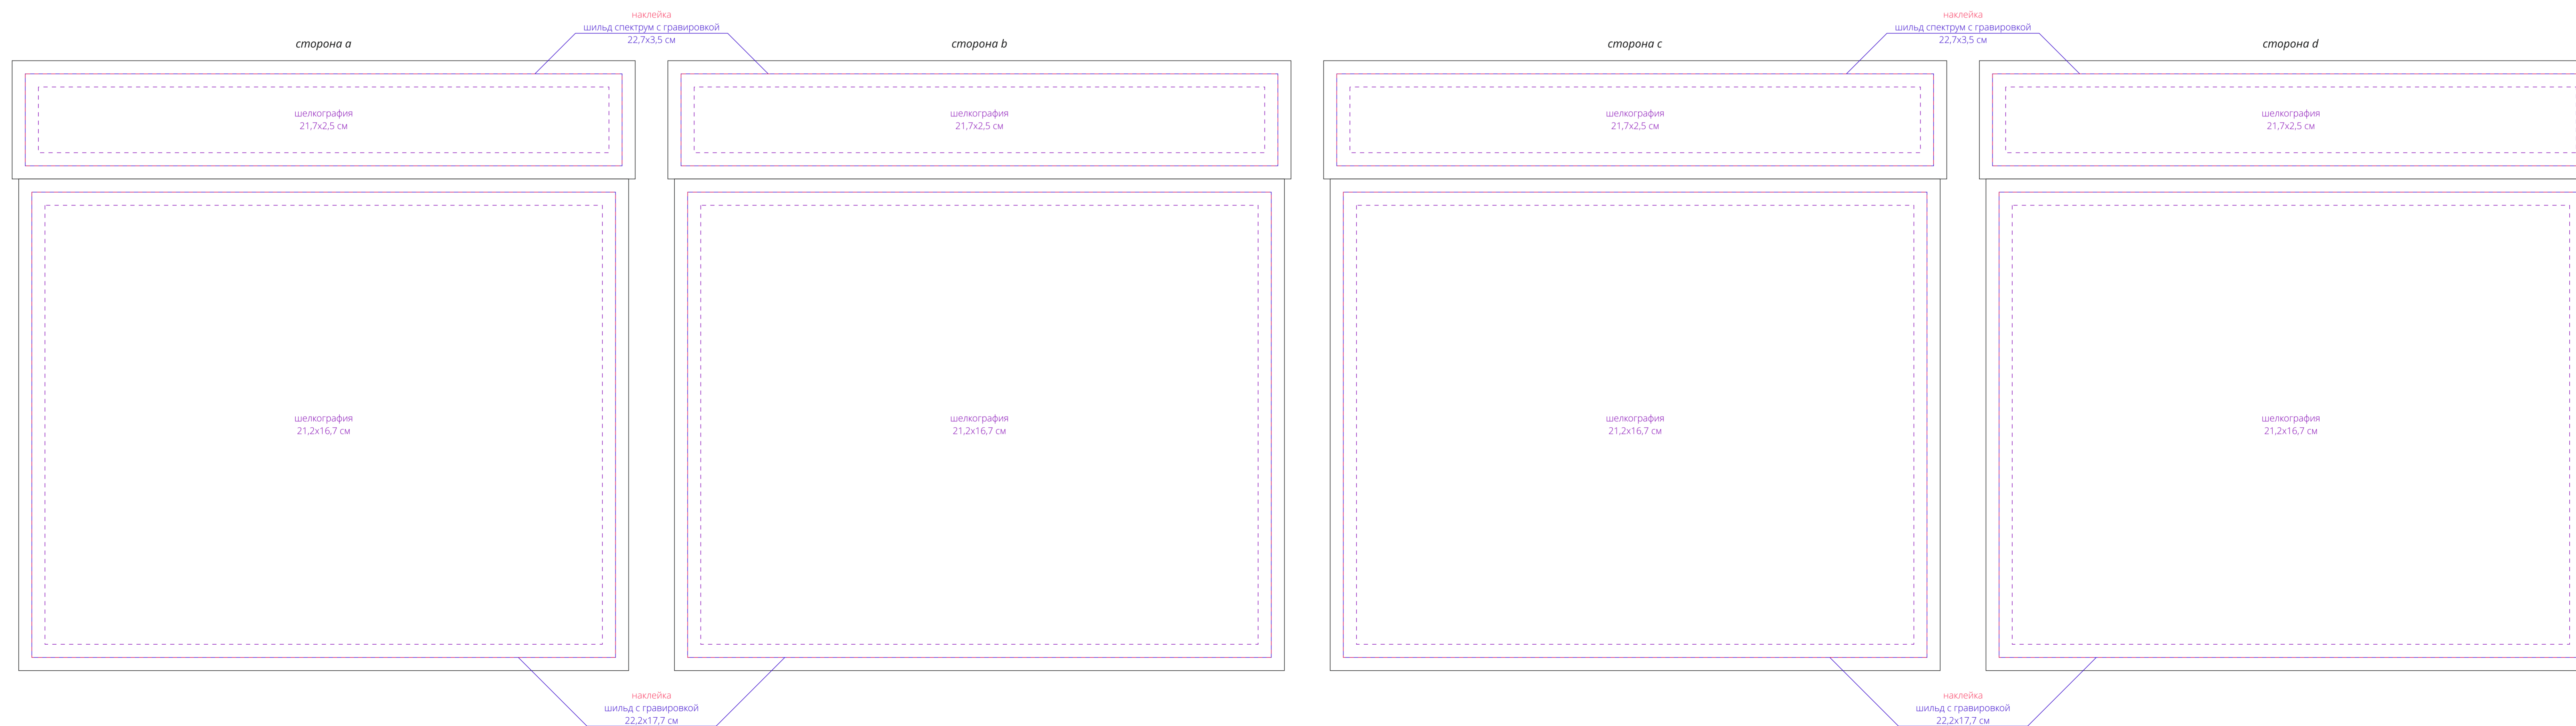 наклейка
шильд спектрум с гравировкой
22,7х3,5 см
наклейка
шильд спектрум с гравировкой
22,7х3,5 см
сторона a
сторона b
сторона c
сторона d
шелкография
21,7х2,5 см
шелкография
21,7х2,5 см
шелкография
21,7х2,5 см
шелкография
21,7х2,5 см
шелкография
21,2х16,7 см
шелкография
21,2х16,7 см
шелкография
21,2х16,7 см
шелкография
21,2х16,7 см
наклейка
шильд с гравировкой
22,2х17,7 см
наклейка
шильд с гравировкой
22,2х17,7 см